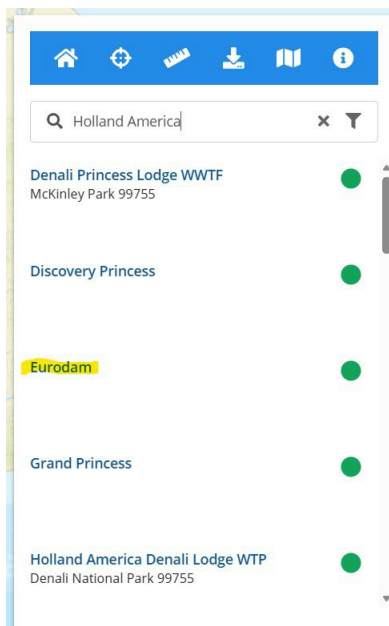 Holland America
Denali Princess Lodge WWTF
McKinley Park 99755
Discovery Princess
Eurodam
Grand Princess
Holland America Denali Lodge WTP
Denali National Park 99755